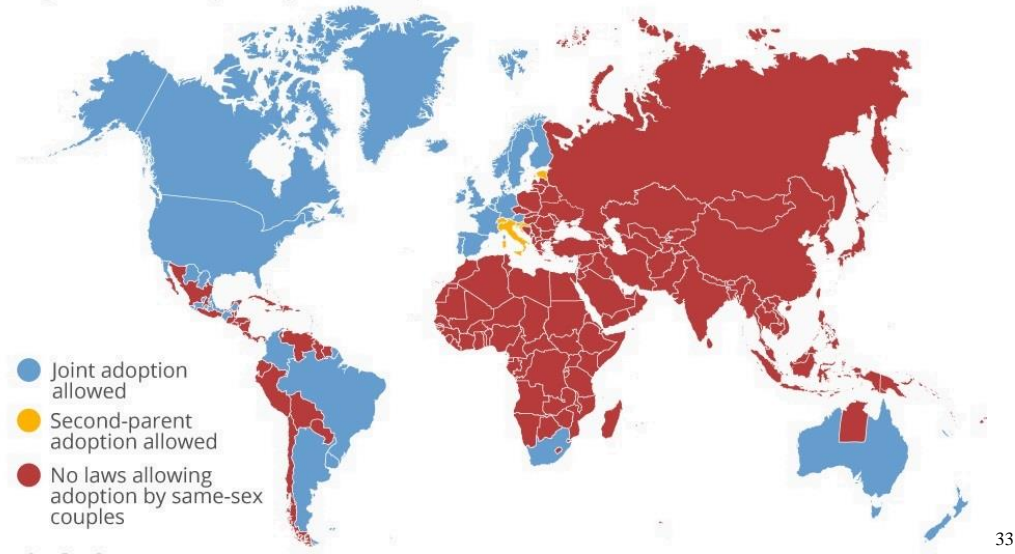 Joint adoption
allowed
Second-parent
adoption allowed
No laws allowing
adoption by same-sex
couples
33